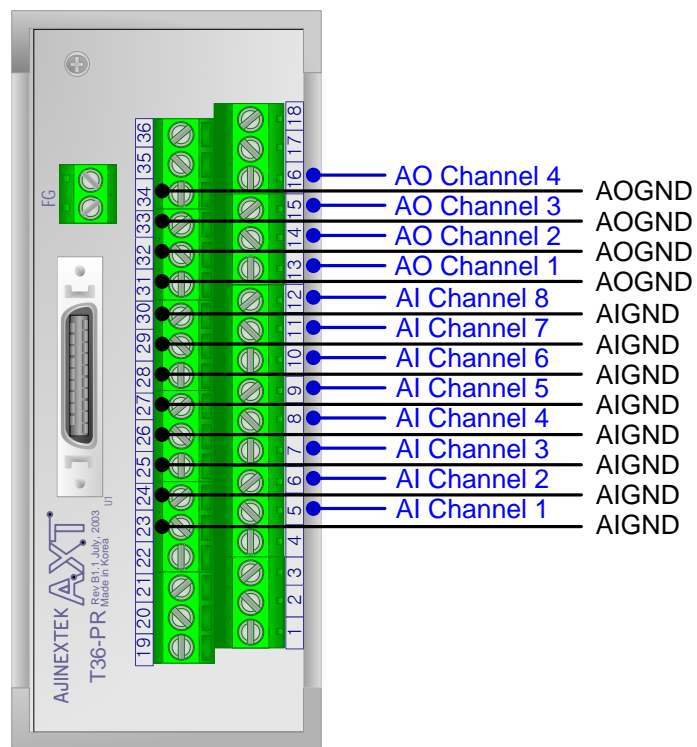 FG
36
35
34
33
32
31
30
29
28
27
26
25
24
23
22
21
20
19
18
17
16
15
14
13
12
11
10
9
8
7
6
5
4
3
2
1
AO Channel 4
AOGND
AO Channel 3
AOGND
AO Channel 2
AOGND
AO Channel 1
AOGND
AI Channel 8
AIGND
AI Channel 7
AIGND
AI Channel 6
AIGND
AI Channel 5
AIGND
AI Channel 4
AIGND
AI Channel 3
AIGND
AI Channel 2
AIGND
AI Channel 1
AIGND
U1
AJINEXTEK AXT
T36-PR Rev B1.1 July, 2003
Made in Korea